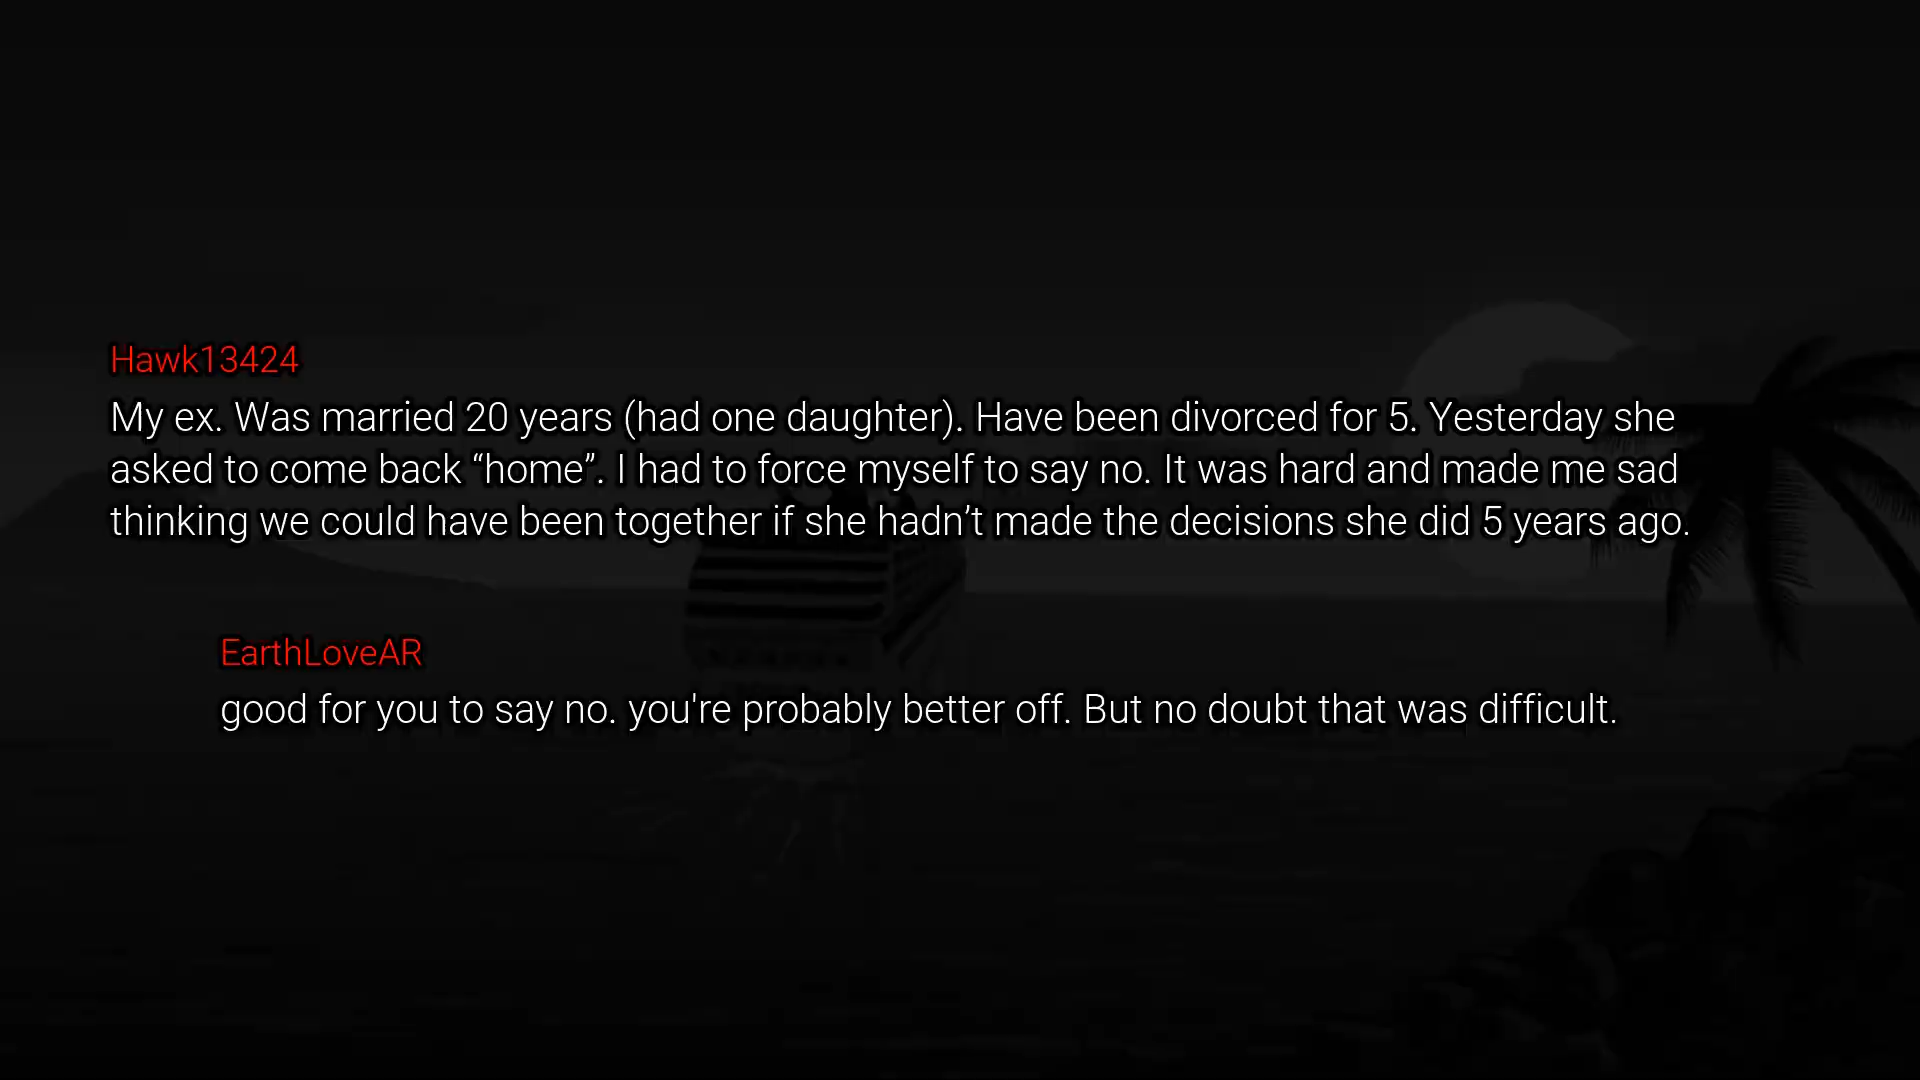 Hawk13424
My ex. Was married 20 years (had one daughter). Have been divorced for 5. Yesterday she
asked to come back “home”. I had to force myself to say no. It was hard and made me sad
thinking we could have been together if she hadn’t made the decisions she did 5 years ago.
EarthLoveAR
good for you to say no. you're probably better off. But no doubt that was difficult.